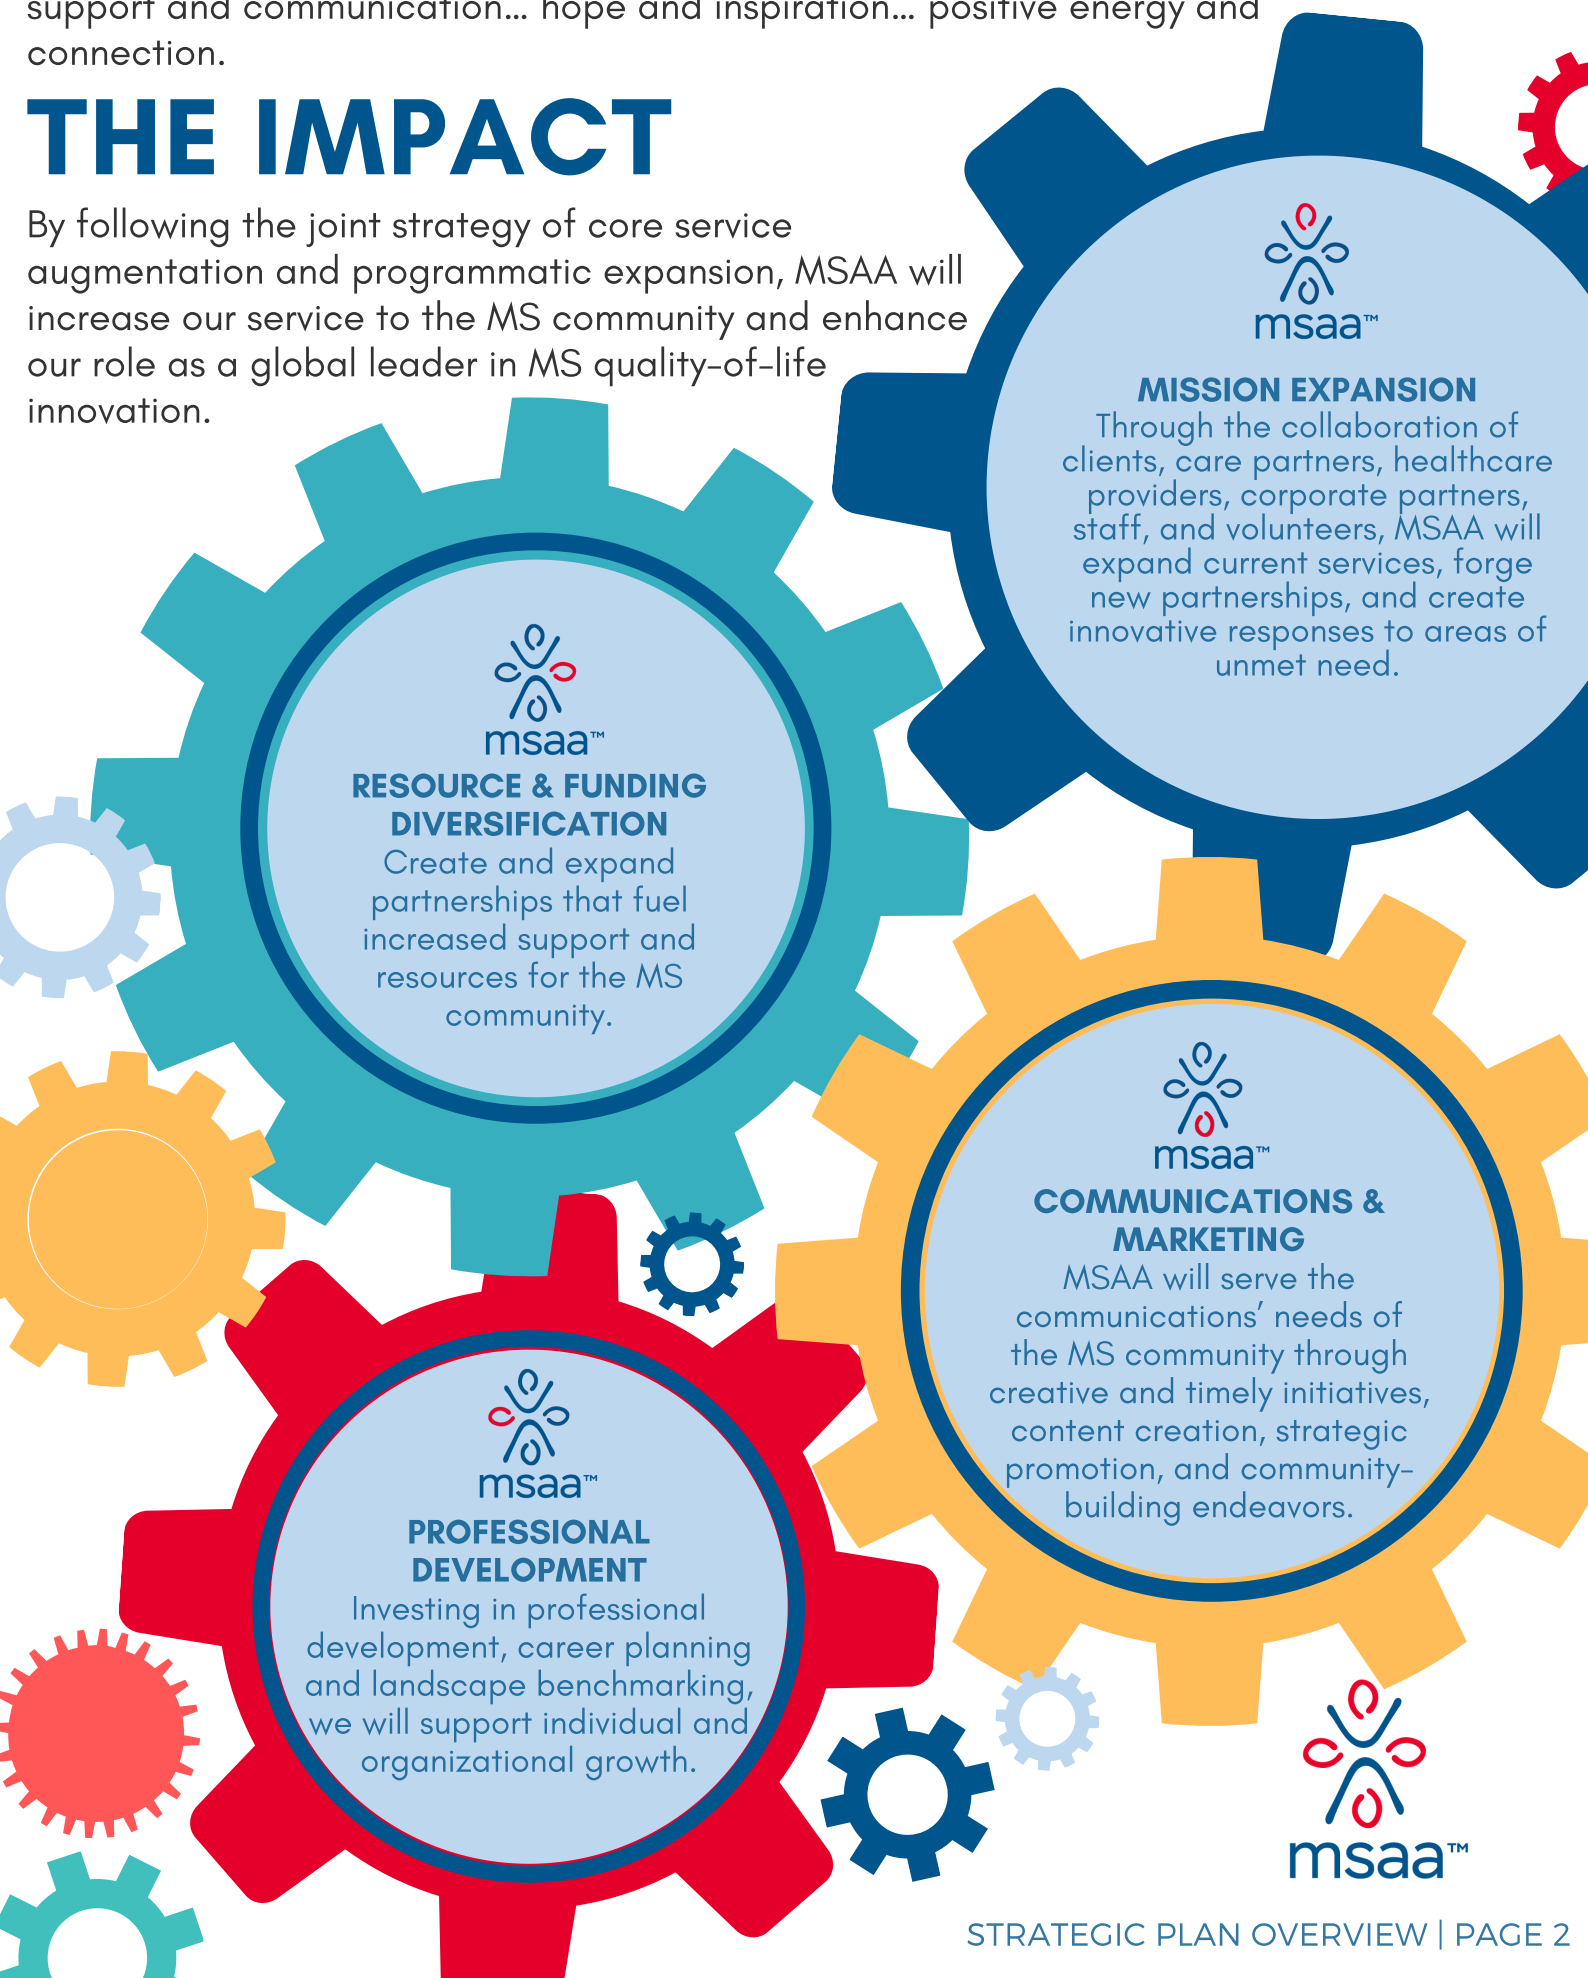 support and communication... hope and inspiration... positive energy and
connection.
THE IMPACT
By following the joint strategy of core service
augmentation and programmatic expansion, MSAA will
increase our service to the MS community and enhance
our role as a global leader in MS quality-of-life
innovation.
msaa™
MISSION EXPANSION
Through the collaboration of
clients, care partners, healthcare
providers, corporate partners,
staff, and volunteers, MSAA will
expand current services, forge
new partnerships, and create
innovative responses to areas of
unmet need.
msaa™
RESOURCE & FUNDING
DIVERSIFICATION
Create and expand
partnerships that fuel
increased support and
resources for the MS
community.
msaa™
COMMUNICATIONS &
MARKETING
MSAA will serve the
communications’ needs of
the MS community through
creative and timely initiatives,
content creation, strategic
promotion, and community-
building endeavors.
msaa™
PROFESSIONAL
DEVELOPMENT
Investing in professional
development, career planning
and landscape benchmarking,
we will support individual and
organizational growth.
msaa™
STRATEGIC PLAN OVERVIEW | PAGE 2